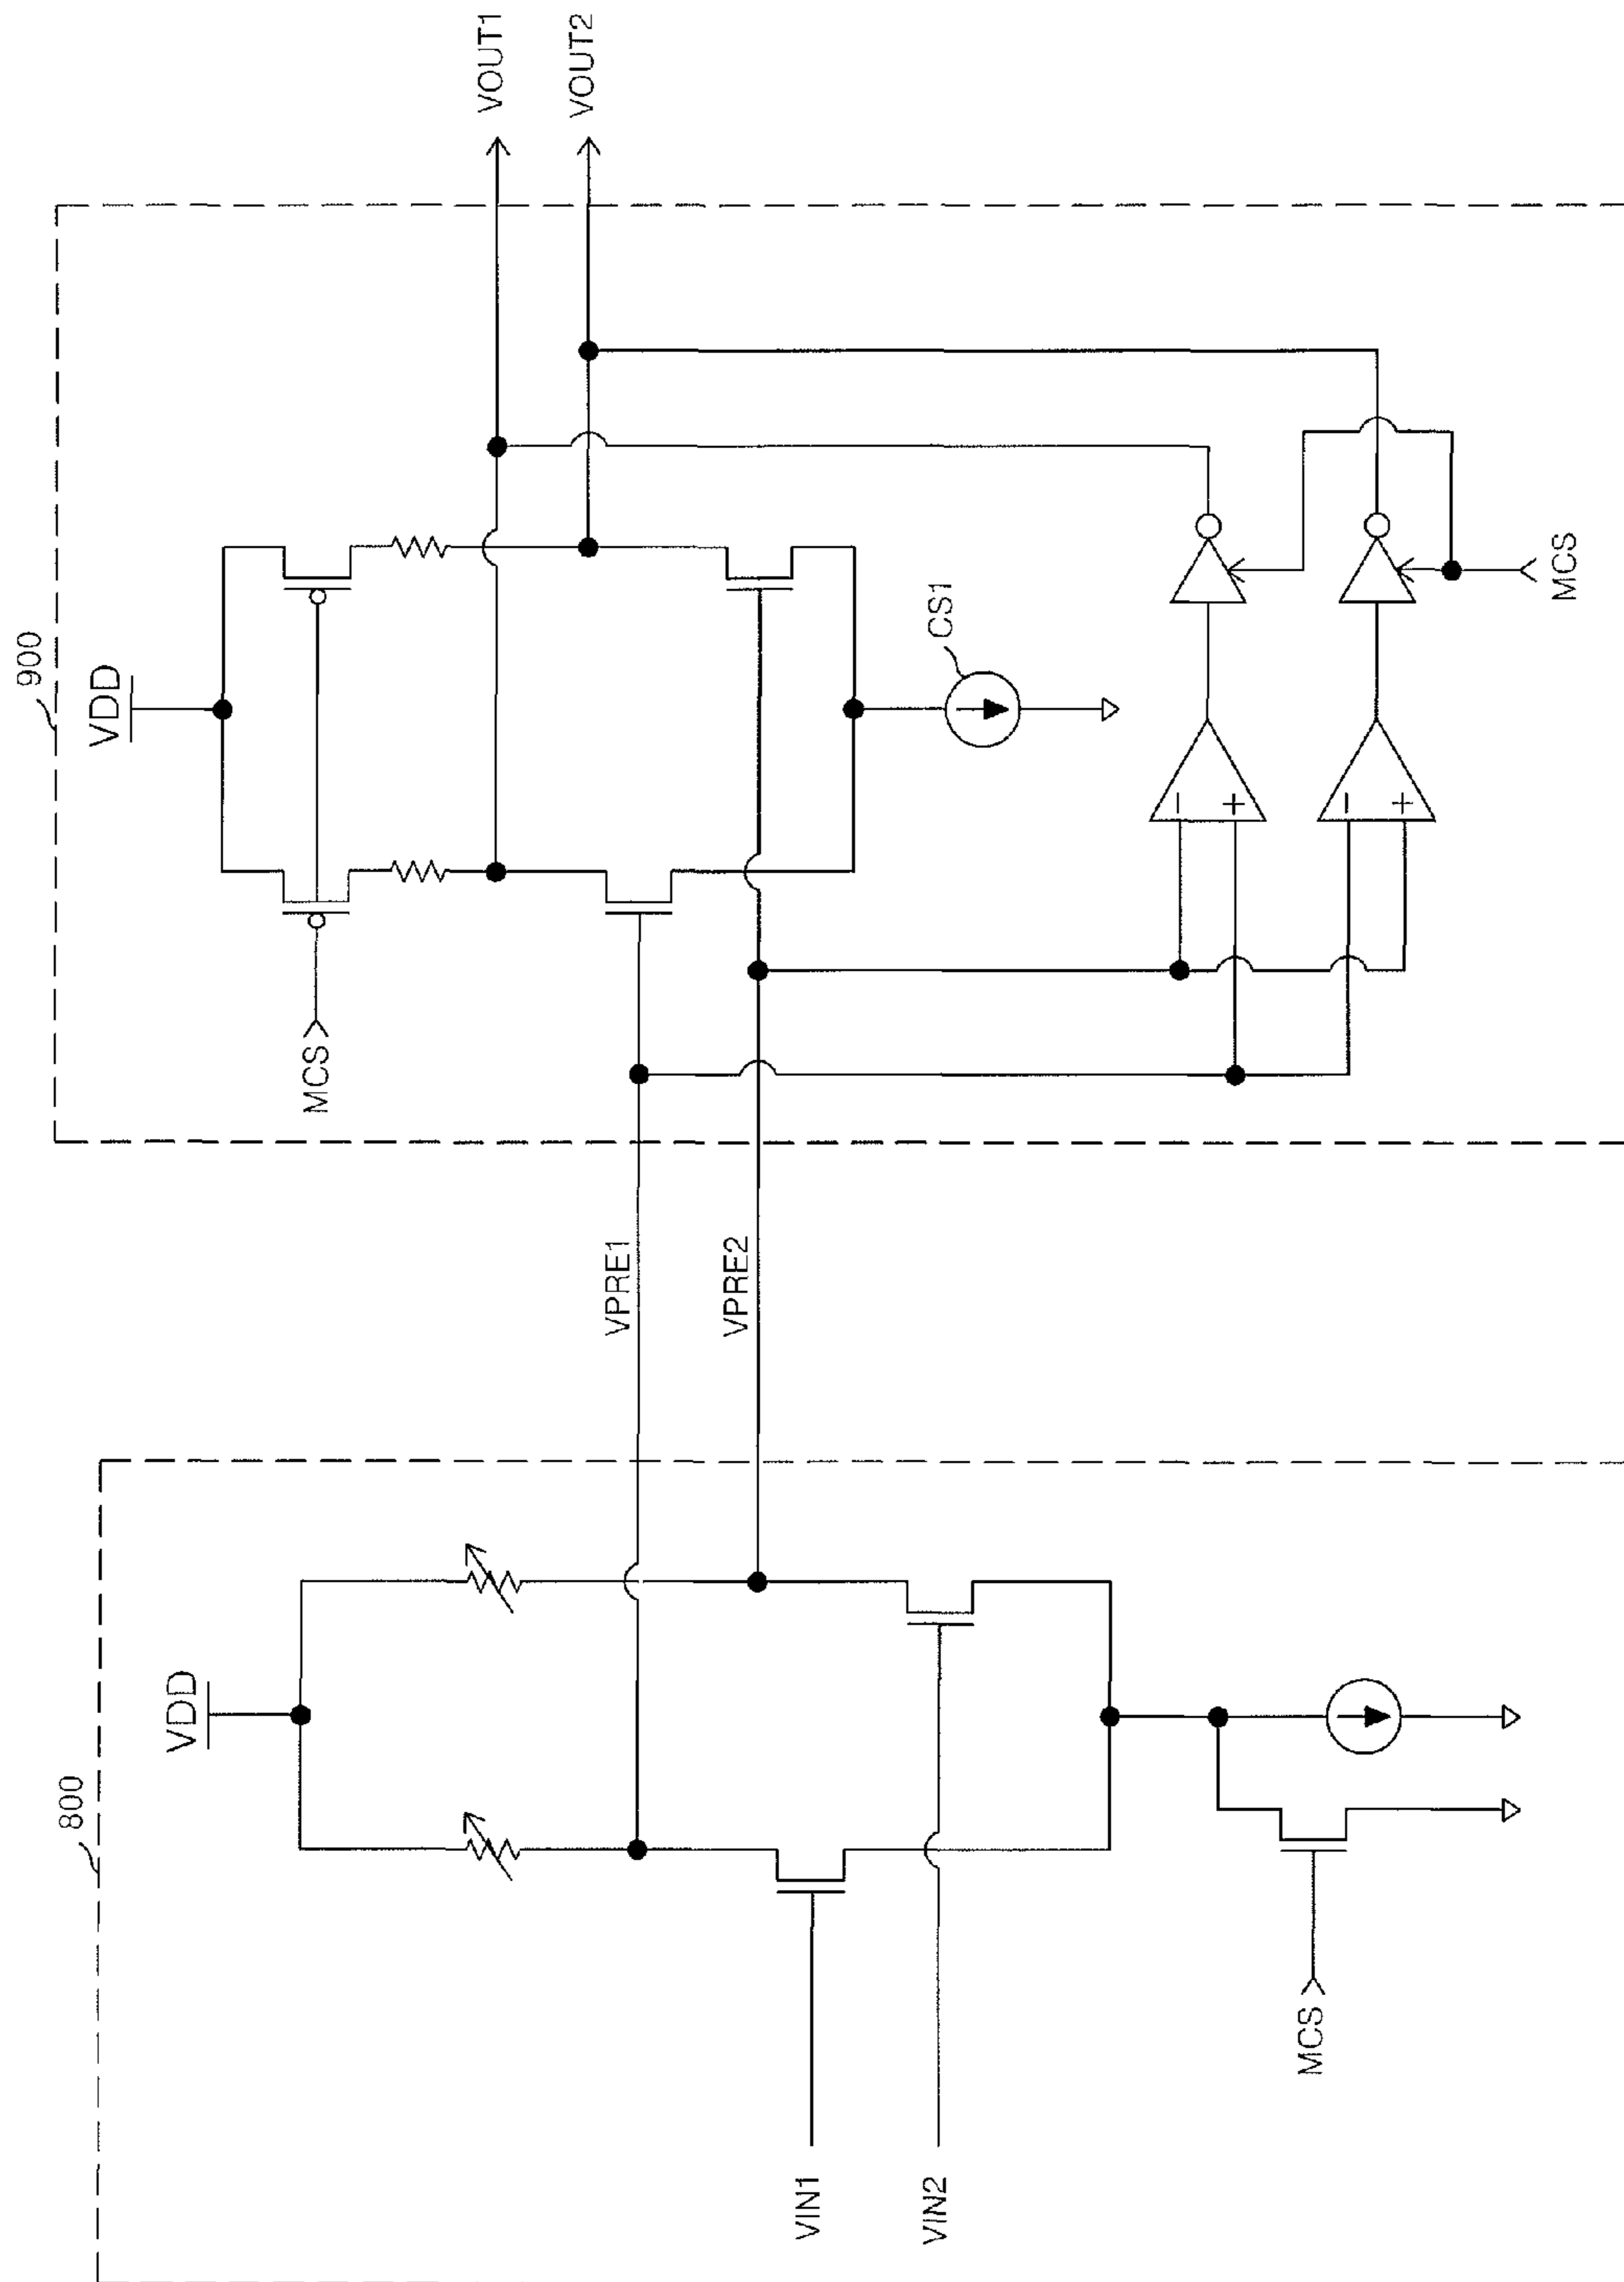 800
VDD
VIN1
VIN2
MCS
VPRE1
VPRE2
900
VDD
MCS
CS1
- +
- +
MCS
VOUT1
VOUT2